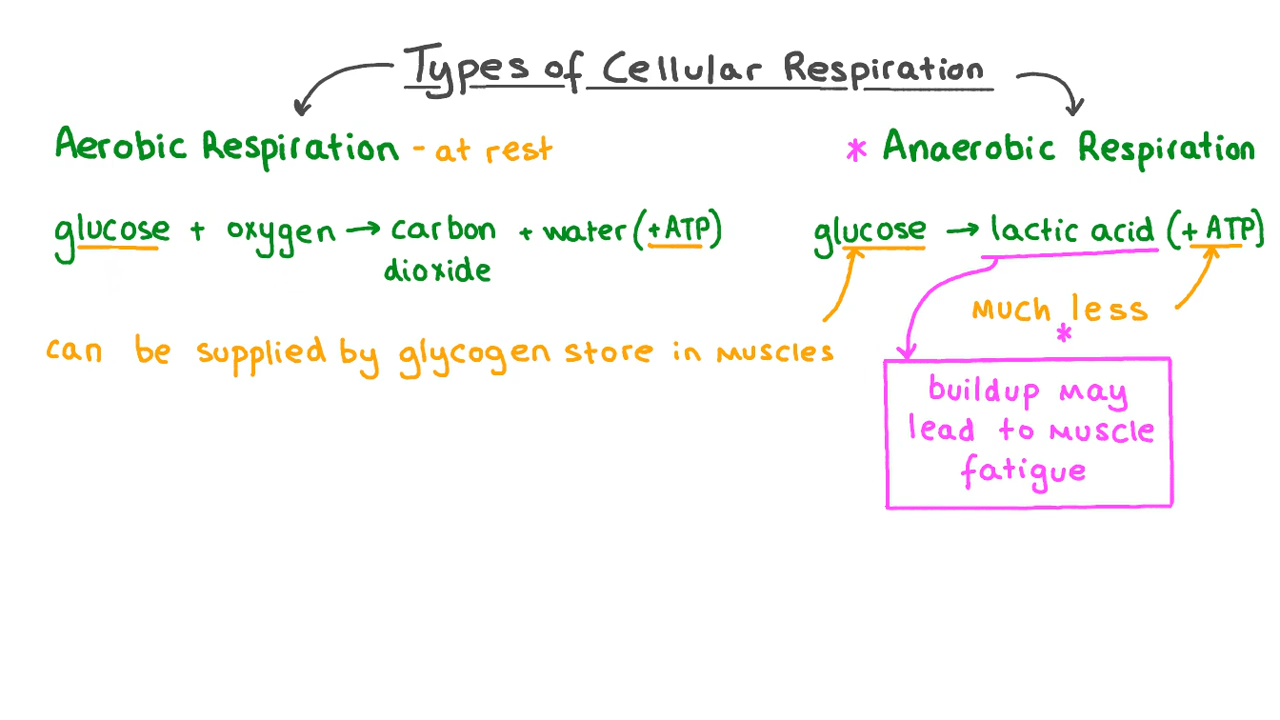 Types of Cellular Respiration
Aerobic Respiration - at rest
glucose + oxygen → carbon dioxide + water (+ATP)
can be supplied by glycogen store in muscles
* Anaerobic Respiration
glucose → lactic acid (+ ATP)
much less
*
buildup may
lead to muscle
fatigue